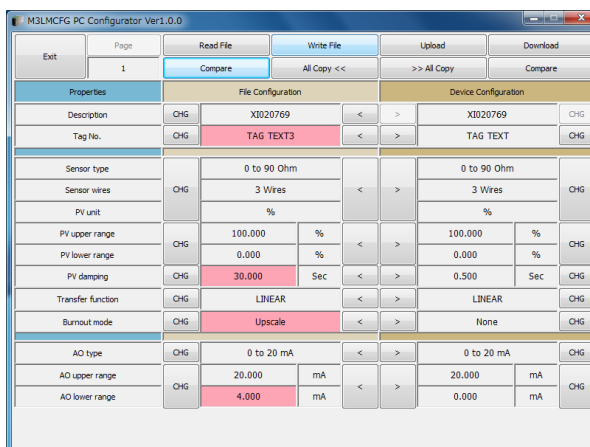 M3LMCFG PC Configurator Ver1.0.0
Exit Page Read File Write File Upload Download
1 Compare All Copy << >> All Copy Compare
Properties File Configuration Device Configuration
Description CHG XI020769 < > XI020769 CHG
Tag No. CHG TAG TEXT3 < > TAG TEXT CHG
Sensor type 0 to 90 Ohm 0 to 90 Ohm
Sensor wires CHG 3 Wires < > 3 Wires CHG
PV unit % %
PV upper range CHG 100.000 % < > 100.000 % CHG
PV lower range 0.000 % 0.000 %
PV damping CHG 30.000 Sec < > 0.500 Sec CHG
Transfer function CHG LINEAR < > LINEAR CHG
Burnout mode CHG Upscale < > None CHG
AO type CHG 0 to 20 mA < > 0 to 20 mA CHG
AO upper range CHG 20.000 mA < > 20.000 mA CHG
AO lower range 4.000 mA 0.000 mA